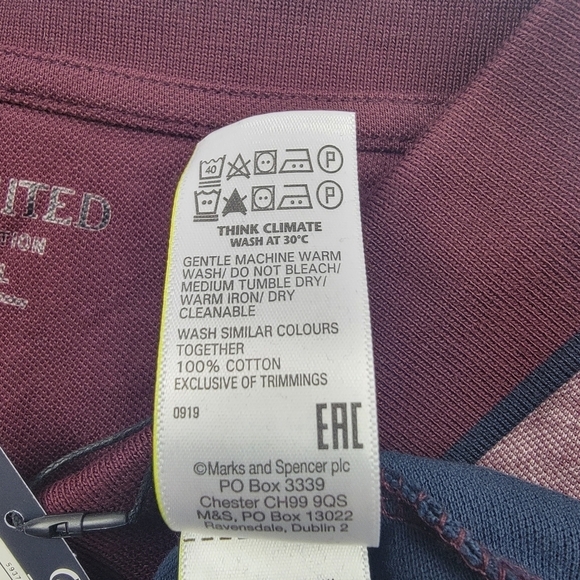 40 P
P
THINK CLIMATE
WASH AT 30°C
GENTLE MACHINE WARM
WASH/ DO NOT BLEACH/
MEDIUM TUMBLE DRY/
WARM IRON/ DRY
CLEANABLE
WASH SIMILAR COLOURS
TOGETHER
100% COTTON
EXCLUSIVE OF TRIMMINGS
0919
EAC
©Marks and Spencer plc
PO Box 3339
Chester CH99 9QS
M&S, PO Box 13022
Ravensdale, Dublin 2